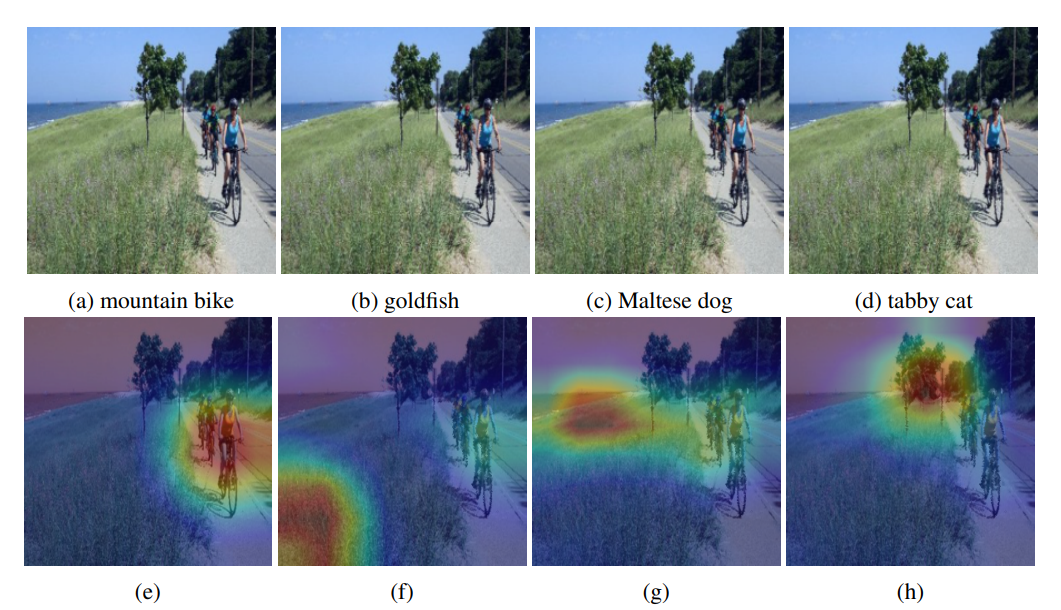 (a) mountain bike
(b) goldfish
(c) Maltese dog
(d) tabby cat
(e)
(f)
(g)
(h)